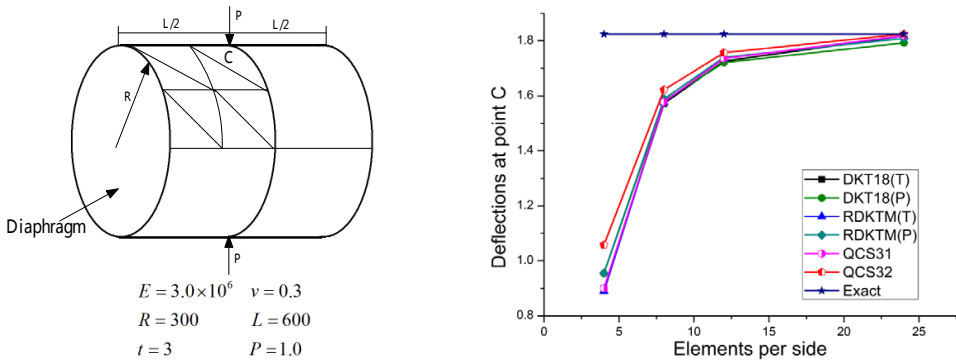 P
L/2 L/2
C
R
Diaphragm
P
E = 3.0×10⁶ ν = 0.3
R = 300 L = 600
t = 3 P = 1.0
Deflections at point C
1.8
1.6
1.4
1.2
1.0
0.8
DKT18(T)
DKT18(P)
RDKTM(T)
RDKTM(P)
QCS31
QCS32
Exact
0 5 10 15 20 25
Elements per side